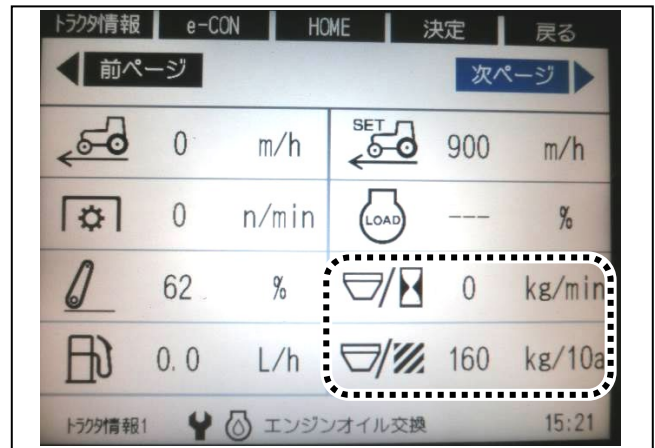 トラクタ情報 e-CON HOME 決定 戻る
前ページ 次ページ
0 m/h SET 900 m/h
0 n/min LOAD --- %
62 % / 0 kg/min
0.0 L/h / 160 kg/10a
トラクタ情報1 エンジンオイル交換 15:21